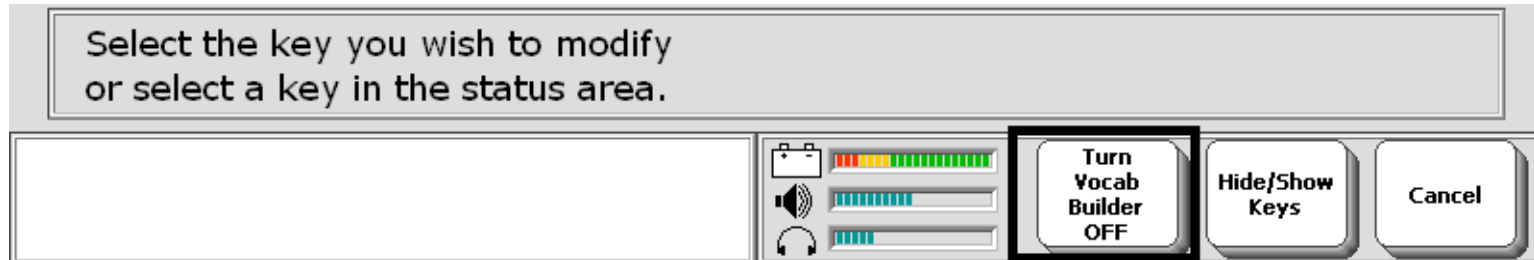 Select the key you wish to modify
or select a key in the status area.
Turn
Vocab
Builder
OFF
Hide/Show
Keys
Cancel